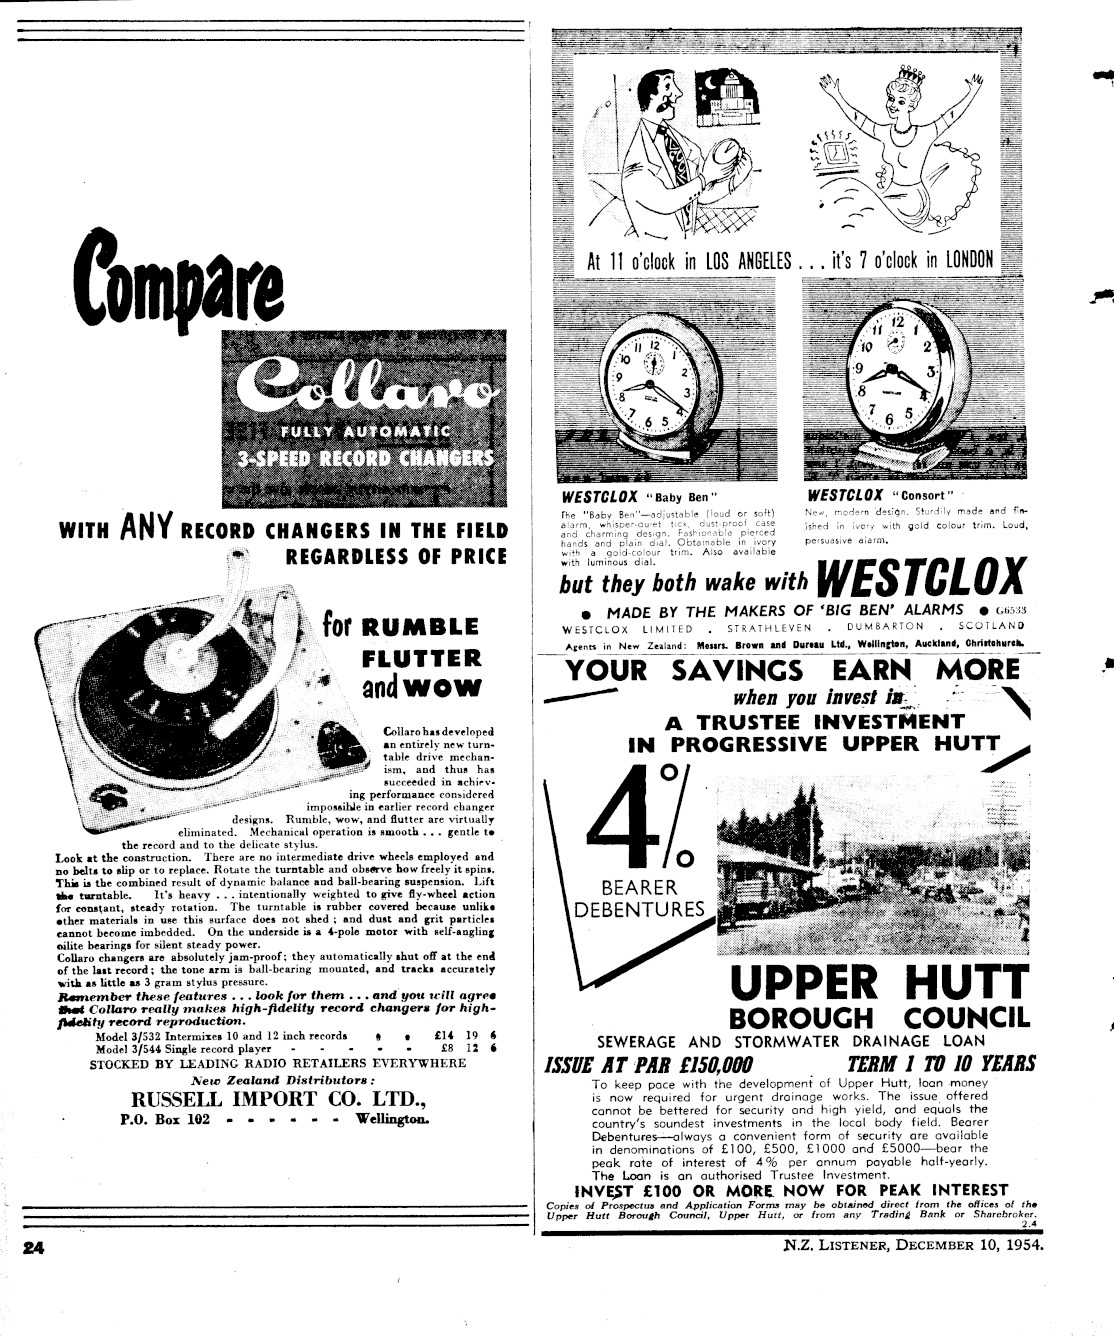 Compare
Collaro
FULLY AUTOMATIC
3-SPEED RECORD CHANGERS
WITH ANY RECORD CHANGERS IN THE FIELD
REGARDLESS OF PRICE
for RUMBLE
FLUTTER
and WOW
Collaro has developed
an entirely new turn-
table drive mechan-
ism, and thus has
succeeded in achiev-
ing performance considered
impossible in earlier record changer
designs. Rumble, wow, and flutter are virtually
eliminated. Mechanical operation is smooth . . . gentle to
the record and to the delicate stylus.
Look at the construction. There are no intermediate drive wheels employed and
no belts to slip or to replace. Rotate the turntable and observe how freely it spins.
This is the combined result of dynamic balance and ball-bearing suspension. Lift
the turntable. It's heavy . . . intentionally weighted to give fly-wheel action
for constant, steady rotation. The turntable is rubber covered because unlike
other materials in use this surface does not shed ; and dust and grit particles
cannot become imbedded. On the underside is a 4-pole motor with self-angling
oilite bearings for silent steady power.
Collaro changers are absolutely jam-proof ; they automatically shut off at the end
of the last record ; the tone arm is ball-bearing mounted, and tracks accurately
with as little as 3 gram stylus pressure.
Remember these features . . . look for them . . . and you will agree
that Collaro really makes high-fidelity record changers for high-
fidelity record reproduction.
Model 3/532 Intermixes 10 and 12 inch records £14 19 6
Model 3/544 Single record player - - - - - £8 12 6
STOCKED BY LEADING RADIO RETAILERS EVERYWHERE
New Zealand Distributors :
RUSSELL IMPORT CO. LTD.,
P.O. Box 102 - - - - - - Wellington.
24
At 11 o'clock in LOS ANGELES . . . it's 7 o'clock in LONDON
WESTCLOX "Baby Ben"
The "Baby Ben"—adjustable (loud or soft)
alarm, whisper-quiet tick, dust-proof case
and charming design. Fashionable pierced
hands and plain dial. Obtainable in ivory
with a gold-colour trim. Also available
with luminous dial.
WESTCLOX "Consort"
New, modern design. Sturdily made and fin-
ished in ivory with gold colour trim. Loud,
persuasive alarm.
but they both wake with WESTCLOX
● MADE BY THE MAKERS OF 'BIG BEN' ALARMS ● G6533
WESTCLOX LIMITED . STRATHLEVEN . DUMBARTON . SCOTLAND
Agents in New Zealand: Messrs. Brown and Dureau Ltd., Wellington, Auckland, Christchurch.
YOUR SAVINGS EARN MORE
when you invest in
A TRUSTEE INVESTMENT
IN PROGRESSIVE UPPER HUTT
4%
BEARER
DEBENTURES
UPPER HUTT
BOROUGH COUNCIL
SEWERAGE AND STORMWATER DRAINAGE LOAN
ISSUE AT PAR £150,000 TERM 1 TO 10 YEARS
To keep pace with the development of Upper Hutt, loan money
is now required for urgent drainage works. The issue offered
cannot be bettered for security and high yield, and equals the
country's soundest investments in the local body field. Bearer
Debentures—always a convenient form of security are available
in denominations of £100, £500, £1000 and £5000—bear the
peak rate of interest of 4% per annum payable half-yearly.
The Loan is an authorised Trustee Investment.
INVEST £100 OR MORE NOW FOR PEAK INTEREST
Copies of Prospectus and Application Forms may be obtained direct from the offices of the
Upper Hutt Borough Council, Upper Hutt, or from any Trading Bank or Sharebroker.
2.4
N.Z. LISTENER, DECEMBER 10, 1954.